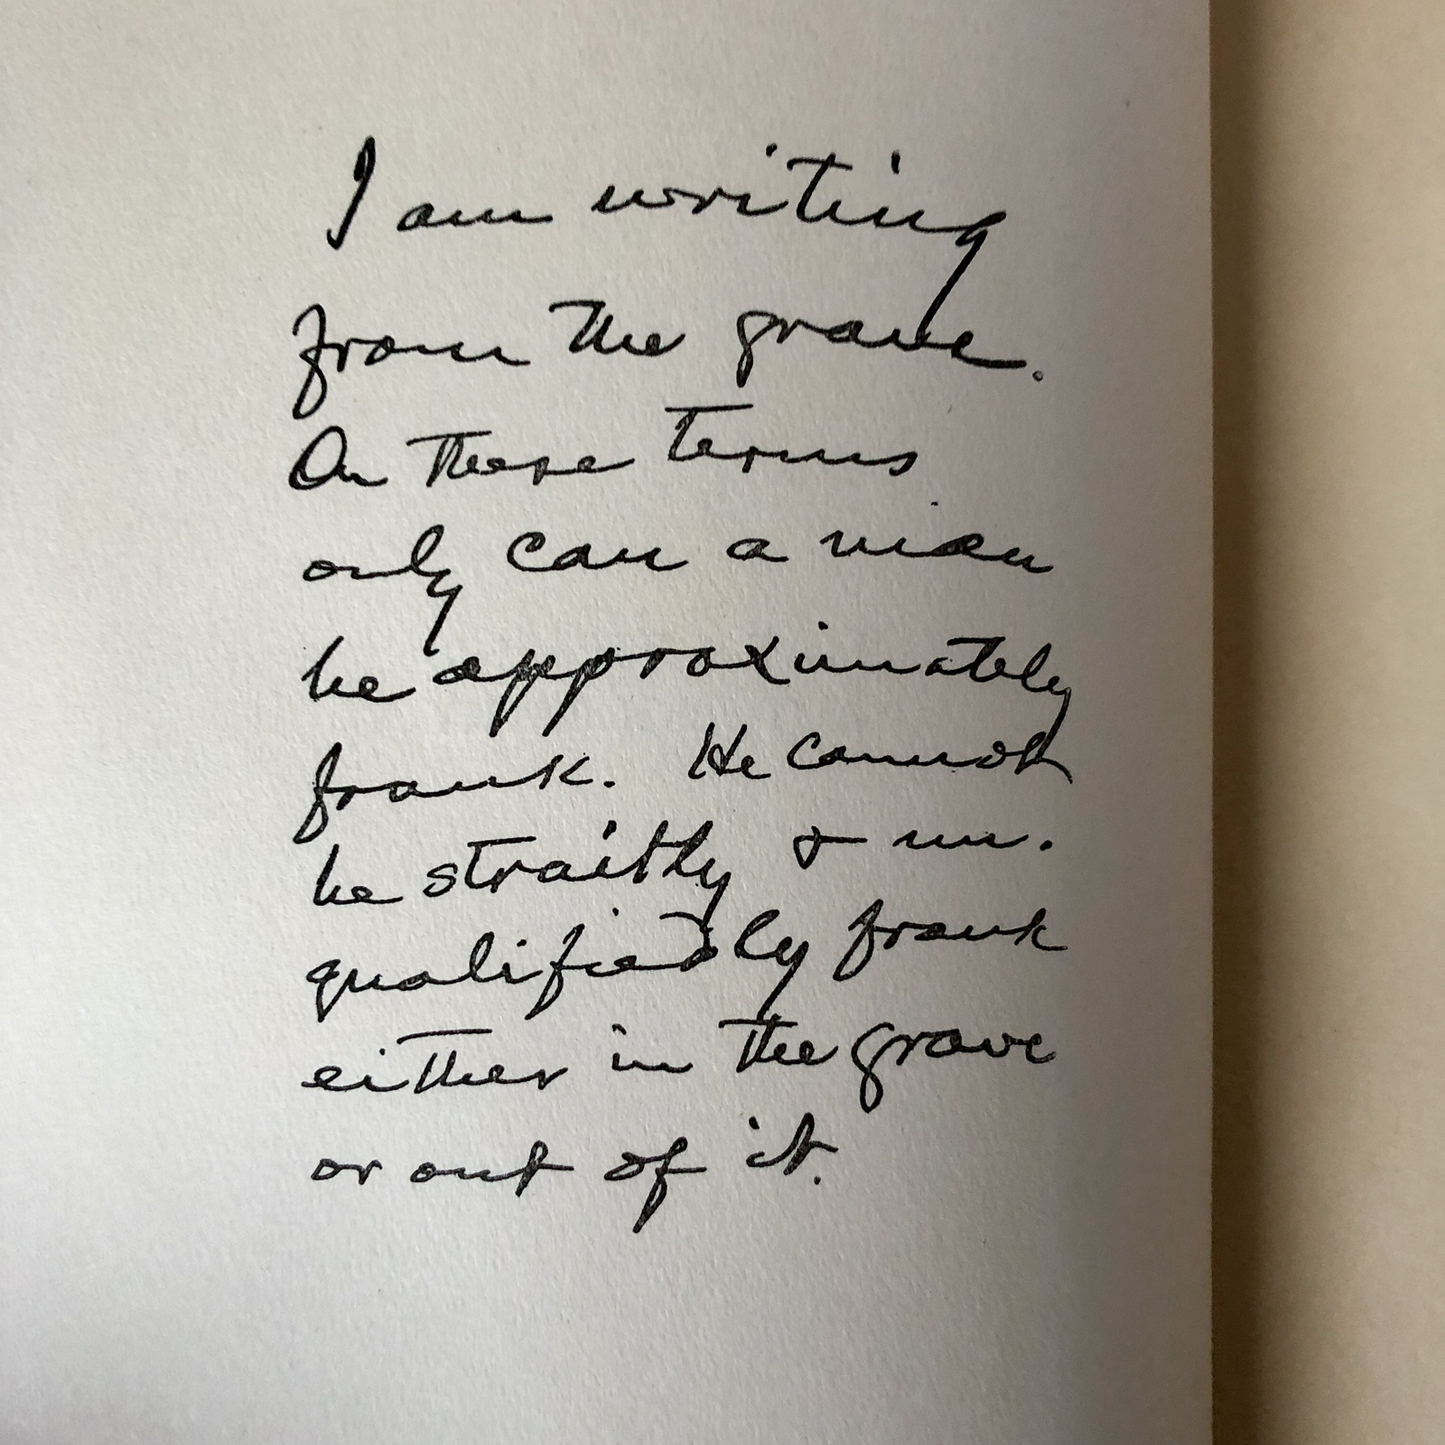 I am writing
from the grave.
On these terms
only can a man
be approximately
frank. He cannot
be straitly & un-
qualifiedly frank
either in the grave
or out of it.